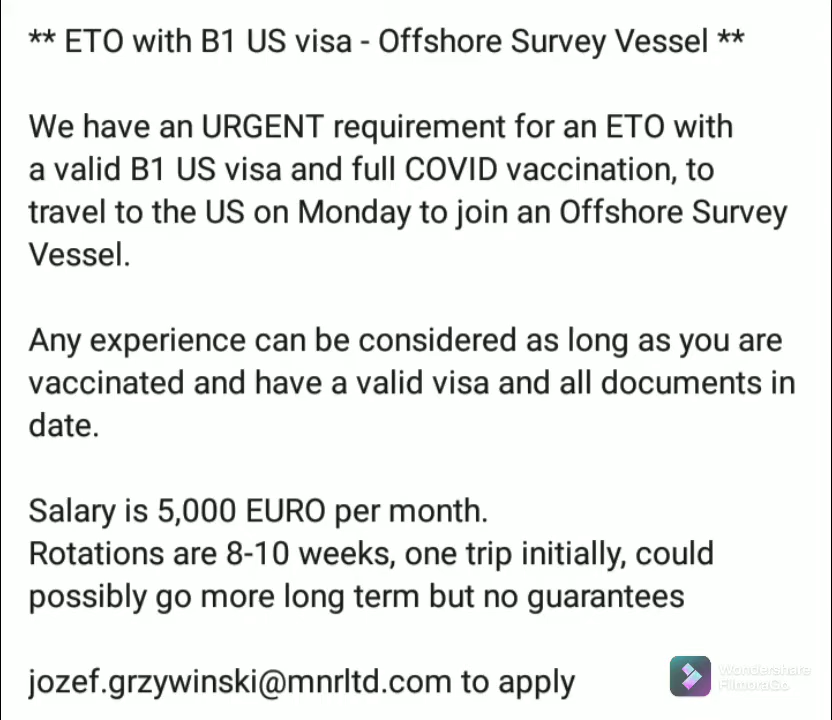 ** ETO with B1 US visa - Offshore Survey Vessel **
We have an URGENT requirement for an ETO with
a valid B1 US visa and full COVID vaccination, to
travel to the US on Monday to join an Offshore Survey
Vessel.
Any experience can be considered as long as you are
vaccinated and have a valid visa and all documents in
date.
Salary is 5,000 EURO per month.
Rotations are 8-10 weeks, one trip initially, could
possibly go more long term but no guarantees
jozef.grzywinski@mnrltd.com to apply
Wondershare
FilmoraGo